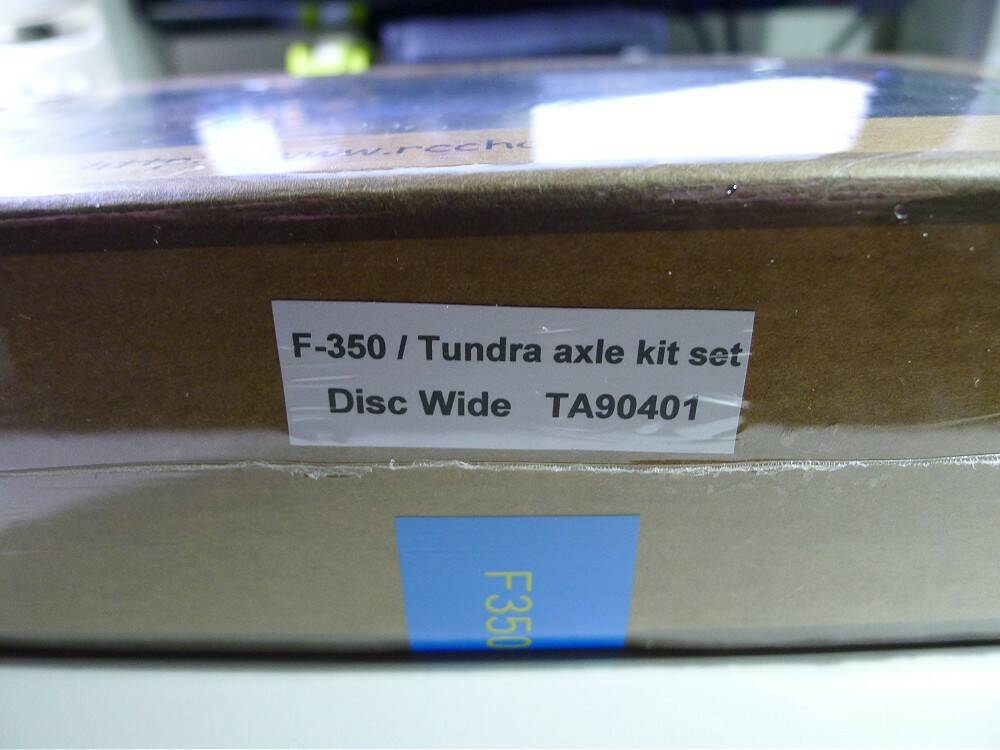 F-350 / Tundra axle kit set
Disc Wide TA90401
F350